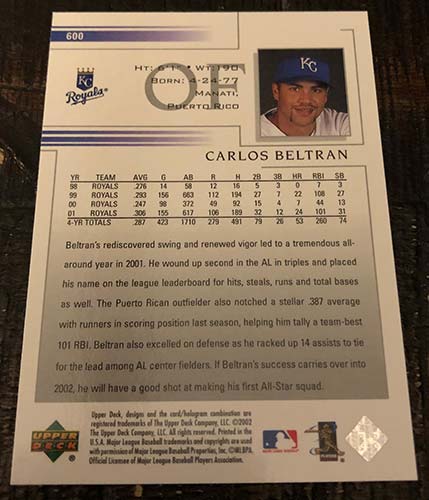 600
OF
HT: 6'1" • WT: 190
BORN: 4-24-77
MANATI,
PUERTO RICO
KC
Royals
KC
CARLOS BELTRAN
YR TEAM AVG G AB R H 2B 3B HR RBI SB
98 ROYALS .276 14 58 12 16 5 3 0 7 3
99 ROYALS .293 156 663 112 194 27 7 22 108 27
00 ROYALS .247 98 372 49 92 15 4 7 44 13
01 ROYALS .306 155 617 106 189 32 12 24 101 31
4-YR TOTALS .287 423 1710 279 491 79 26 53 260 74
Beltran's rediscovered swing and renewed vigor led to a tremendous all-
around year in 2001. He wound up second in the AL in triples and placed
his name on the league leaderboard for hits, steals, runs and total bases
as well. The Puerto Rican outfielder also notched a stellar .387 average
with runners in scoring position last season, helping him tally a team-best
101 RBI. Beltran also excelled on defense as he racked up 14 assists to tie
for the lead among AL center fielders. If Beltran's success carries over into
2002, he will have a good shot at making his first All-Star squad.
UPPER
DECK
Upper Deck, designs and the card/hologram combination are
registered trademarks of The Upper Deck Company, LLC. ©2002
The Upper Deck Company, LLC. All rights reserved. Printed in the
U.S.A. Major League Baseball trademarks and copyrights are used
with permission of Major League Baseball Properties, Inc. ©MLBPA.
Official Licensee of Major League Baseball Players Association.